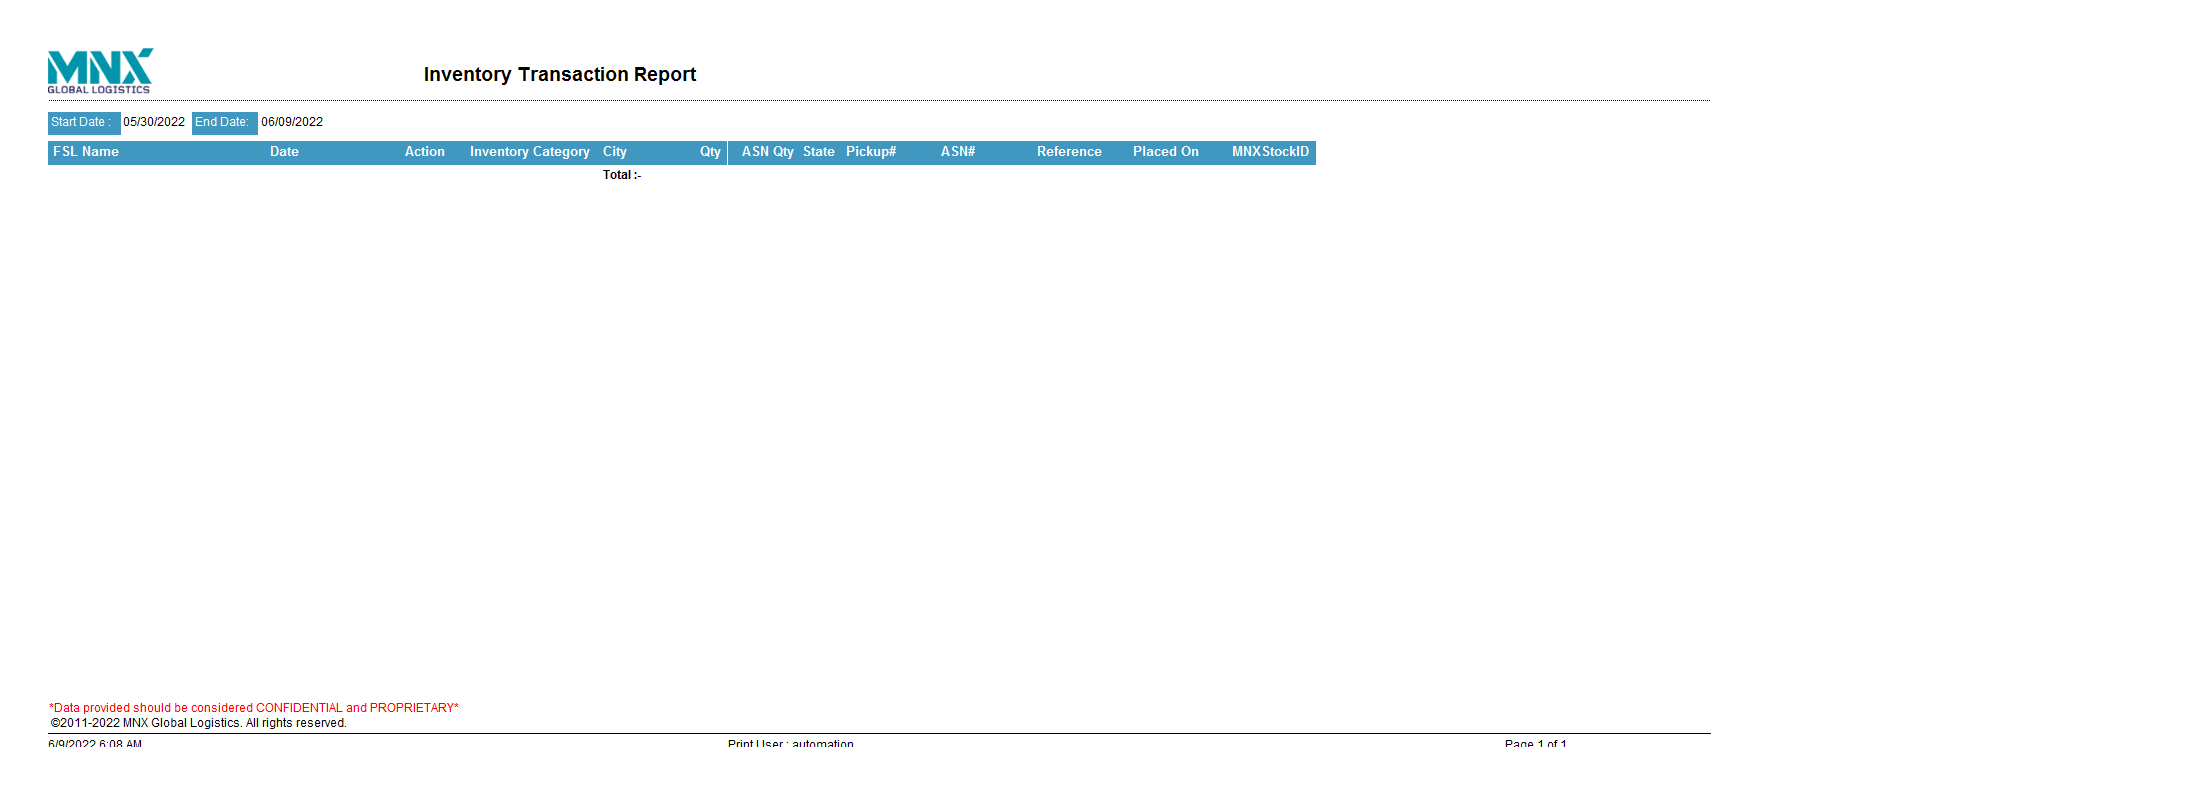 MNX
GLOBAL LOGISTICS
Inventory Transaction Report
Start Date : 05/30/2022 End Date: 06/09/2022
FSL Name Date Action Inventory Category City Qty ASN Qty State Pickup# ASN# Reference Placed On MNXStockID
Total :-
*Data provided should be considered CONFIDENTIAL and PROPRIETARY*
©2011-2022 MNX Global Logistics. All rights reserved.
6/9/2022 6:08 AM Print User : automation Page 1 of 1